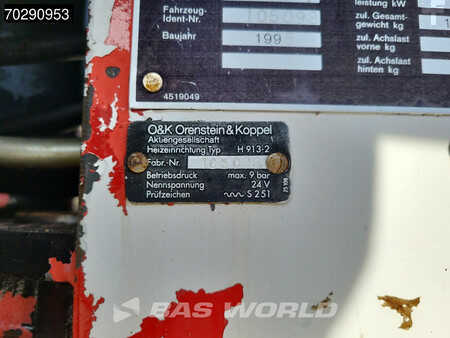 70290953
Fahrzeug-
Ident-Nr.
Baujahr 199
leistung kW
zul. Gesamt-
gewicht kg
zul. Achslast
vorne kg
zul. Achslast
hinten kg
4519049
O&K Orenstein & Koppel
Aktiengesellschaft
Heizeinrichtung Typ H 913-2
Fabr.-Nr.
Betriebsdruck max. 9 bar
Nennspannung 24 V
Prüfzeichen S 251
BAS WORLD